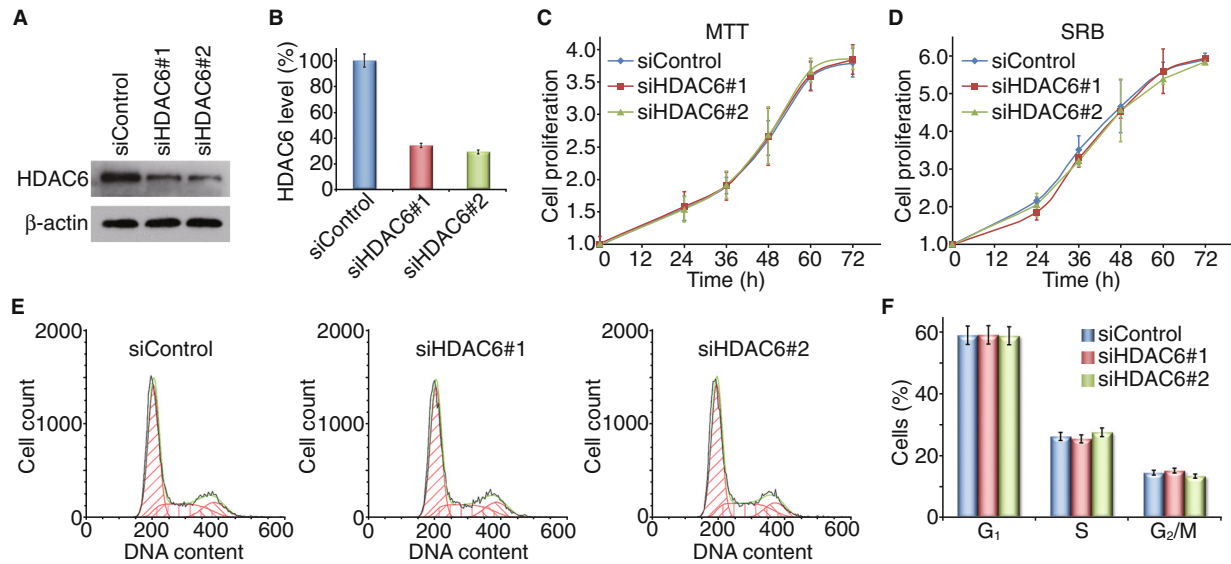 A
siControl
siHDAC6#1
siHDAC6#2
HDAC6
β-actin
B
HDAC6 level (%)
100
80
60
40
20
0
siControl
siHDAC6#1
siHDAC6#2
C
MTT
Cell proliferation
4.0
3.0
2.0
1.0
siControl
siHDAC6#1
siHDAC6#2
0 12 24 36 48 60 72
Time (h)
D
SRB
Cell proliferation
6.0
5.0
4.0
3.0
2.0
1.0
siControl
siHDAC6#1
siHDAC6#2
0 12 24 36 48 60 72
Time (h)
E
siControl
Cell count
2000
1000
0
0 200 400 600
DNA content
siHDAC6#1
Cell count
2000
1000
0
0 200 400 600
DNA content
siHDAC6#2
Cell count
2000
1000
0
0 200 400 600
DNA content
F
Cells (%)
60
40
20
0
siControl
siHDAC6#1
siHDAC6#2
G₁ S G₂/M